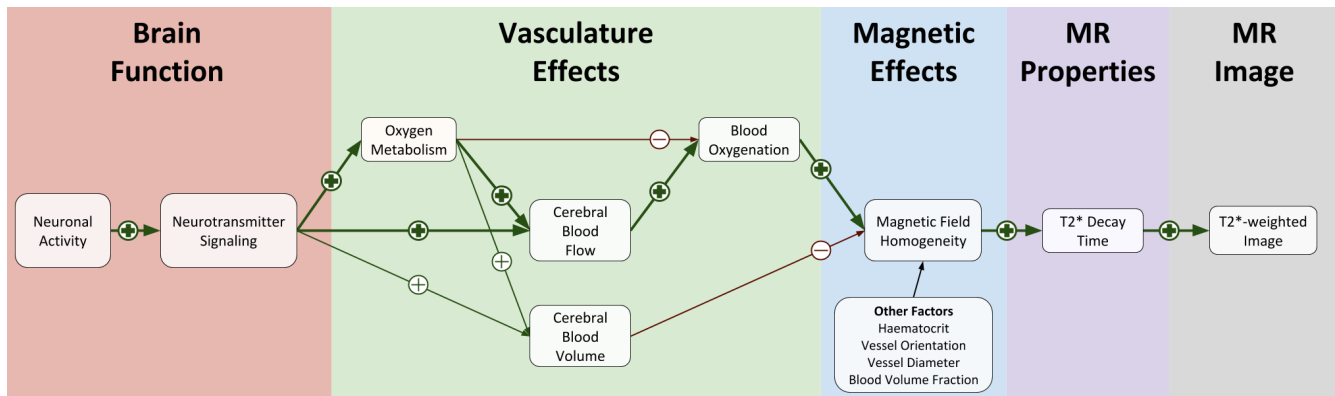 Brain
Function
Vasculature
Effects
Magnetic
Effects
MR
Properties
MR
Image
Oxygen
Metabolism
Blood
Oxygenation
Neuronal
Activity
Neurotransmitter
Signaling
Cerebral
Blood
Flow
Magnetic Field
Homogeneity
T2* Decay
Time
T2*-weighted
Image
Cerebral
Blood
Volume
Other Factors
Haematocrit
Vessel Orientation
Vessel Diameter
Blood Volume Fraction